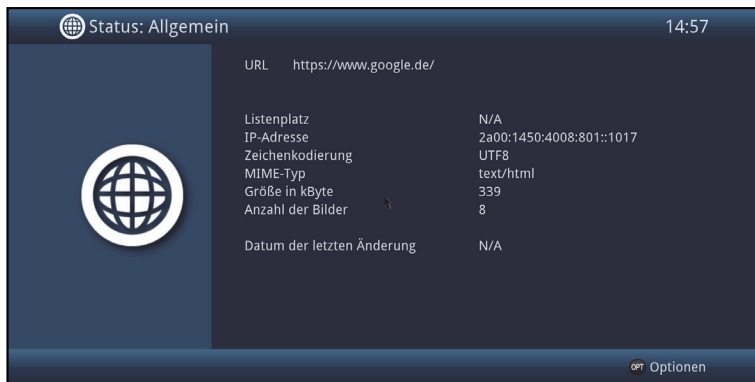 Status: Allgemein 14:57
URL https://www.google.de/
Listenplatz N/A
IP-Adresse 2a00:1450:4008:801::1017
Zeichenkodierung UTF8
MIME-Typ text/html
Größe in kByte 339
Anzahl der Bilder 8
Datum der letzten Änderung N/A
OPT Optionen